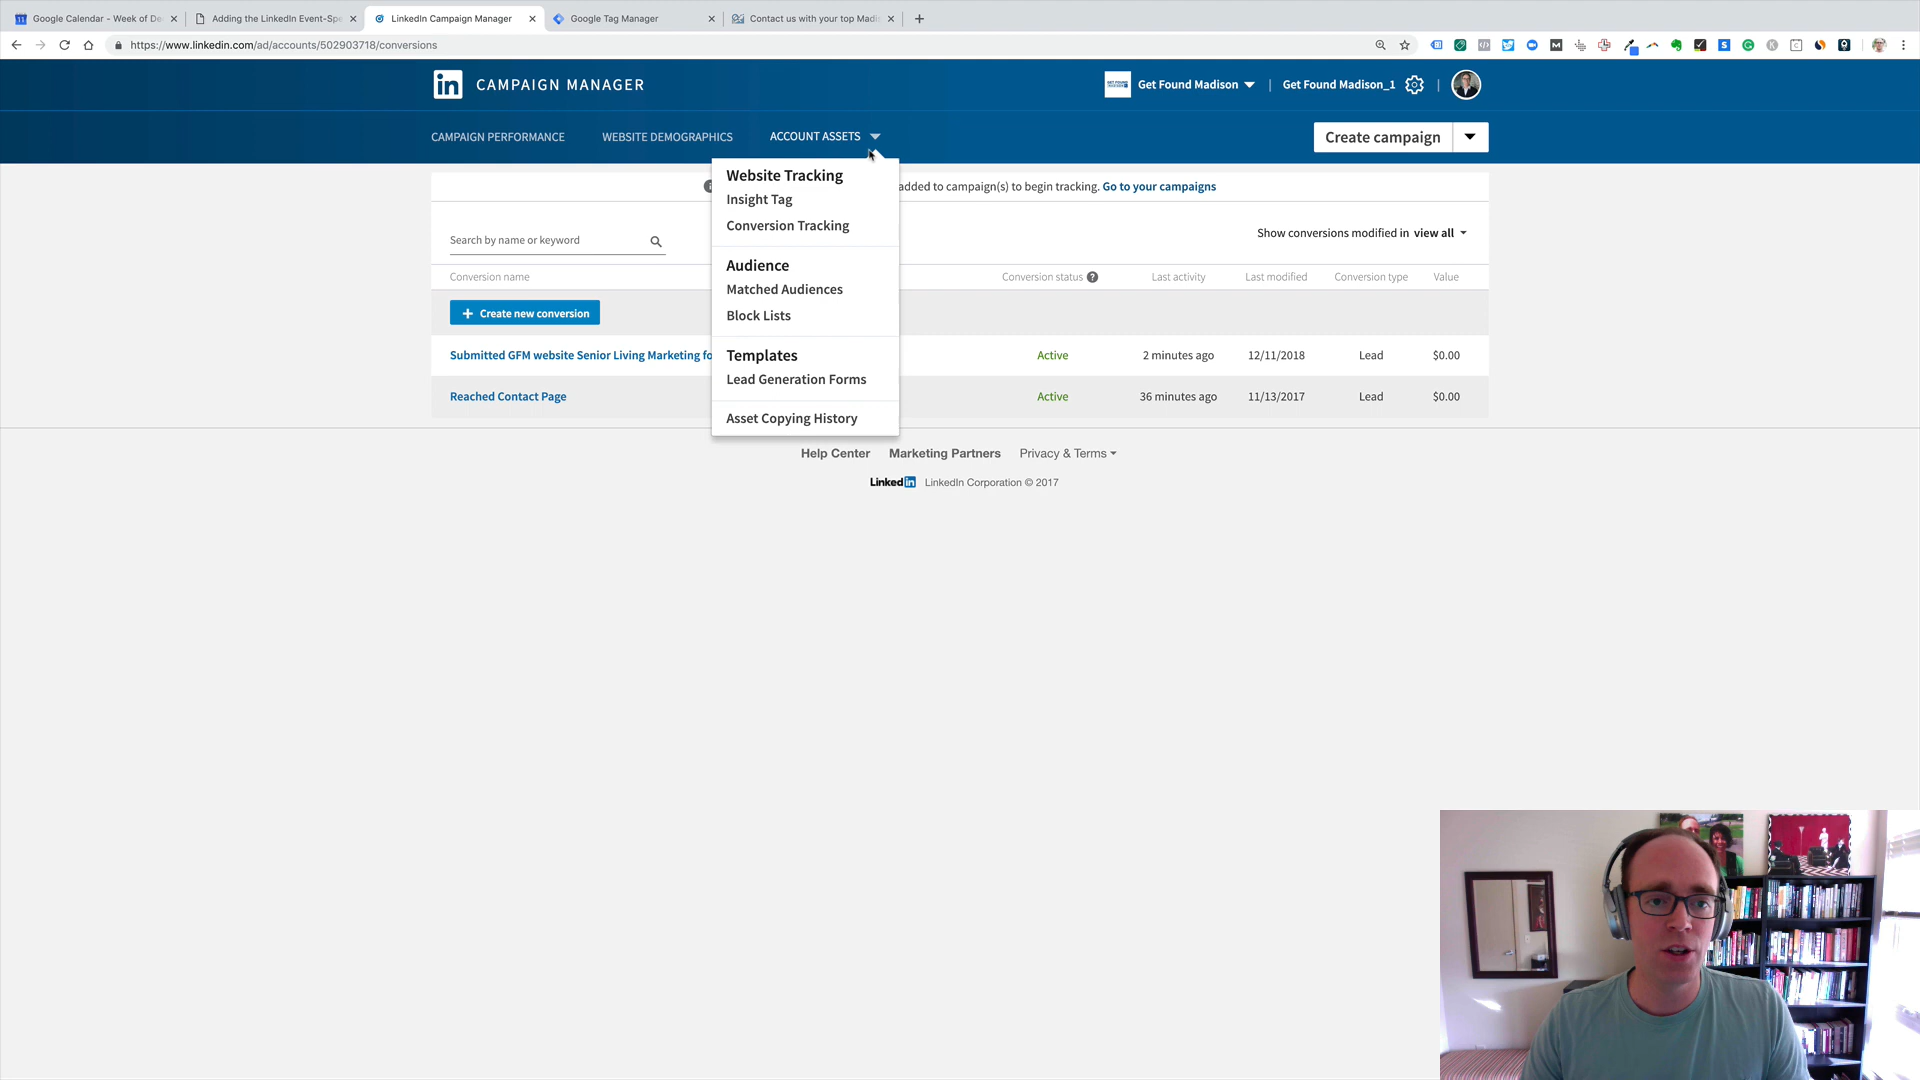 Google Calendar - Week of De
Adding the LinkedIn Event-Spe
LinkedIn Campaign Manager
Google Tag Manager
Contact us with your top Madi
https://www.linkedin.com/ad/accounts/502903718/conversions
in CAMPAIGN MANAGER
Get Found Madison
Get Found Madison_1
CAMPAIGN PERFORMANCE
WEBSITE DEMOGRAPHICS
ACCOUNT ASSETS
Create campaign
Website Tracking
Insight Tag
Conversion Tracking
Audience
Matched Audiences
Block Lists
Templates
Lead Generation Forms
Asset Copying History
added to campaign(s) to begin tracking. Go to your campaigns
Search by name or keyword
Show conversions modified in view all
Conversion name
Conversion status ?
Last activity
Last modified
Conversion type
Value
+ Create new conversion
Submitted GFM website Senior Living Marketing fo
Active
2 minutes ago
12/11/2018
Lead
$0.00
Reached Contact Page
Active
36 minutes ago
11/13/2017
Lead
$0.00
Help Center
Marketing Partners
Privacy & Terms
LinkedIn LinkedIn Corporation © 2017